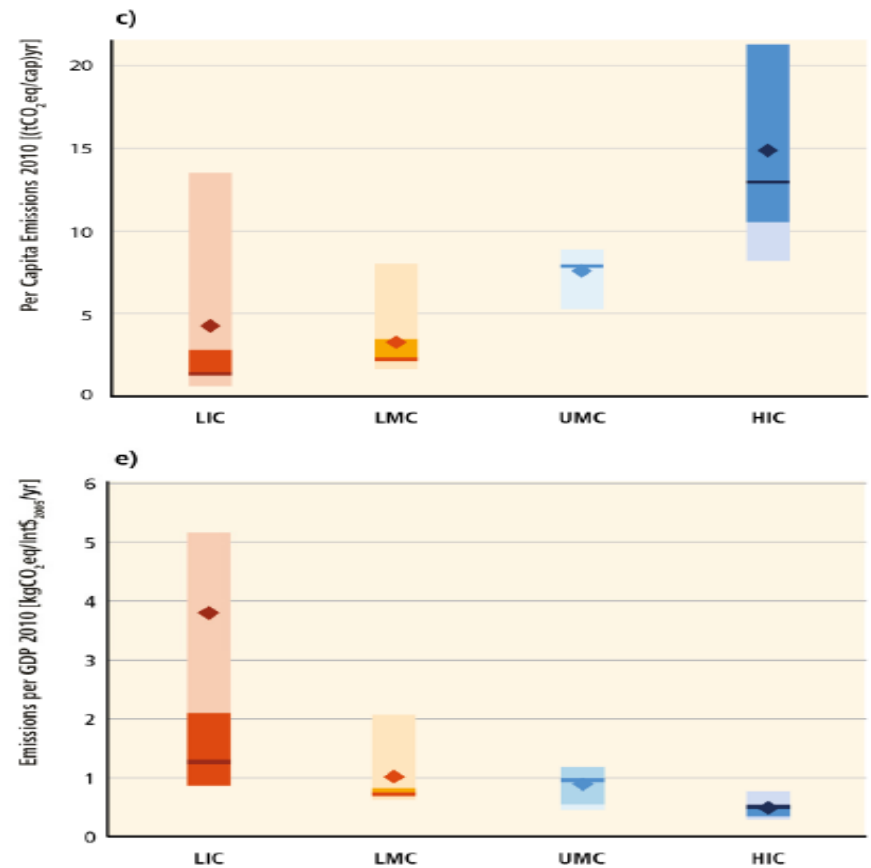 c)
Per Capita Emissions 2010 [(tCO₂eq/cap)yr]
20
15
10
5
0
LIC LMC UMC HIC
e)
Emissions per GDP 2010 [kgCO₂eq/Int$₂₀₀₅/yr]
6
5
4
3
2
1
0
LIC LMC UMC HIC